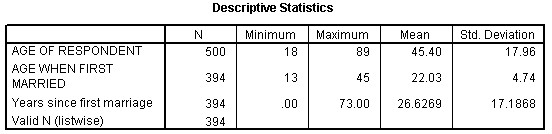 Descriptive Statistics
N Minimum Maximum Mean Std. Deviation
AGE OF RESPONDENT 500 18 89 45.40 17.96
AGE WHEN FIRST
MARRIED 394 13 45 22.03 4.74
Years since first marriage 394 .00 73.00 26.6269 17.1868
Valid N (listwise) 394